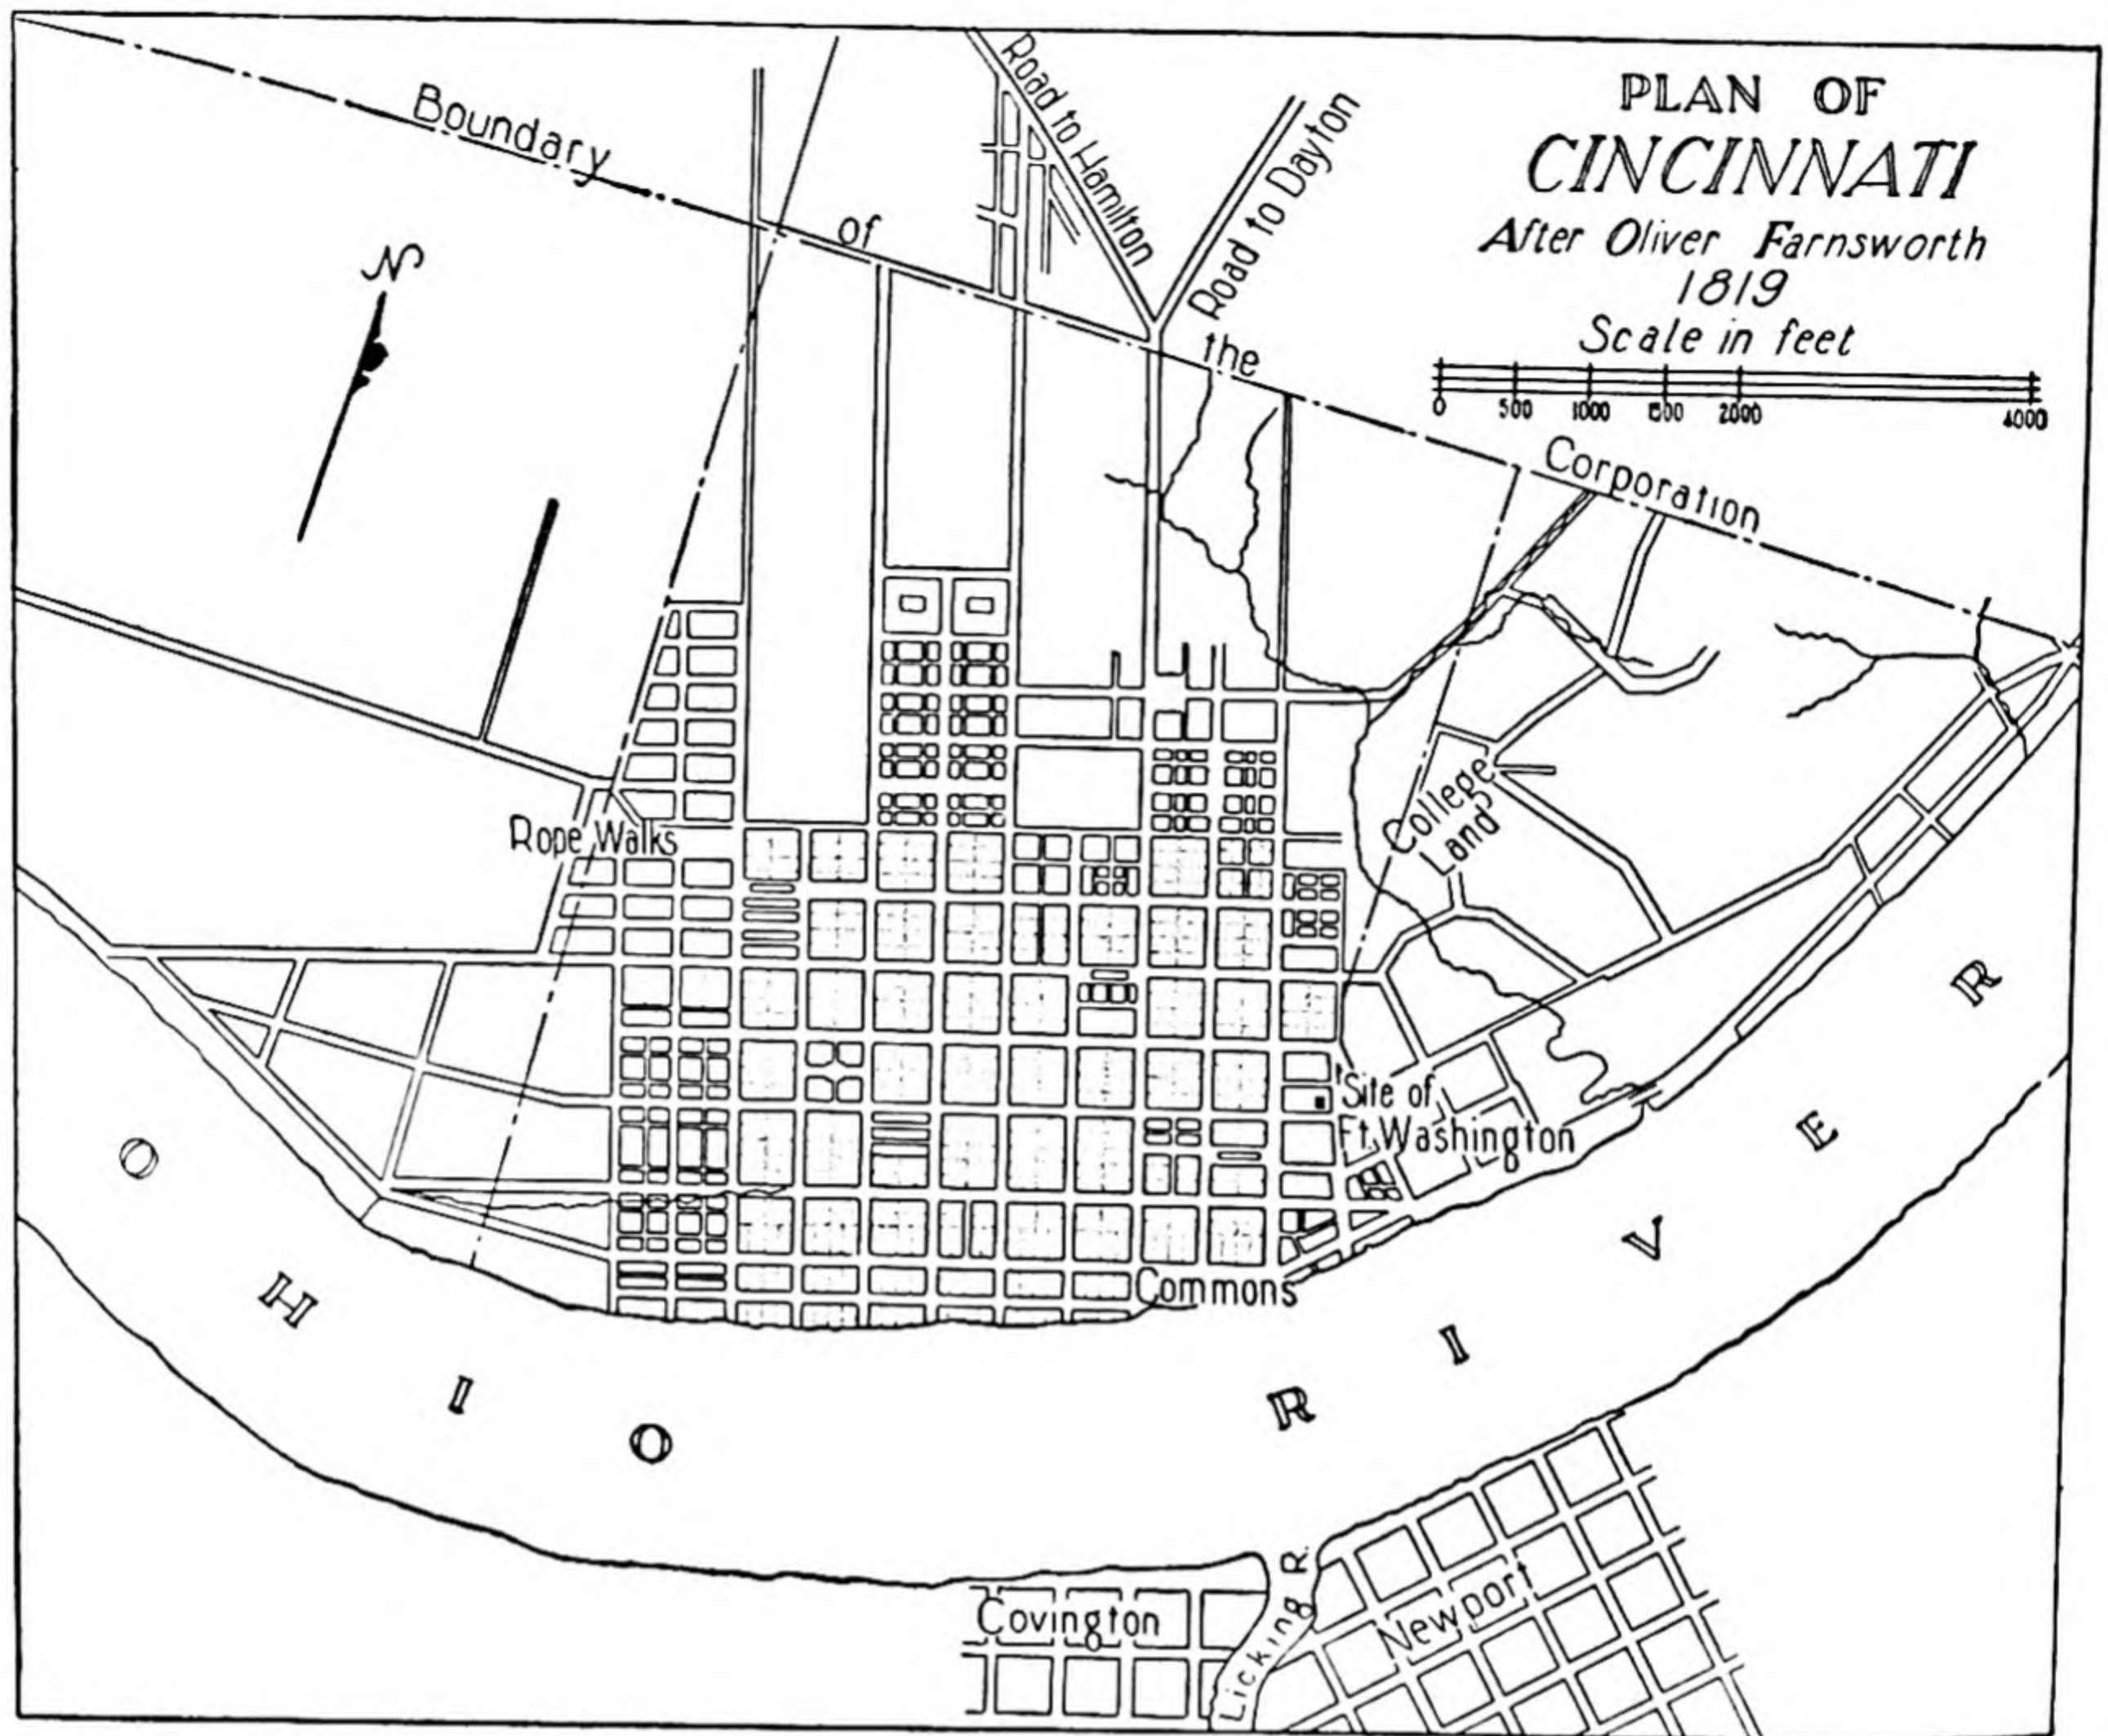 PLAN OF
CINCINNATI
After Oliver Farnsworth
1819
Scale in feet
0 500 1000 1500 2000 4000
Boundary of the Corporation
N
Road to Hamilton
Road to Dayton
Rope Walks
College
Land
Site of
Ft. Washington
Commons
OHIO RIVER
Covington
Licking R.
Newport